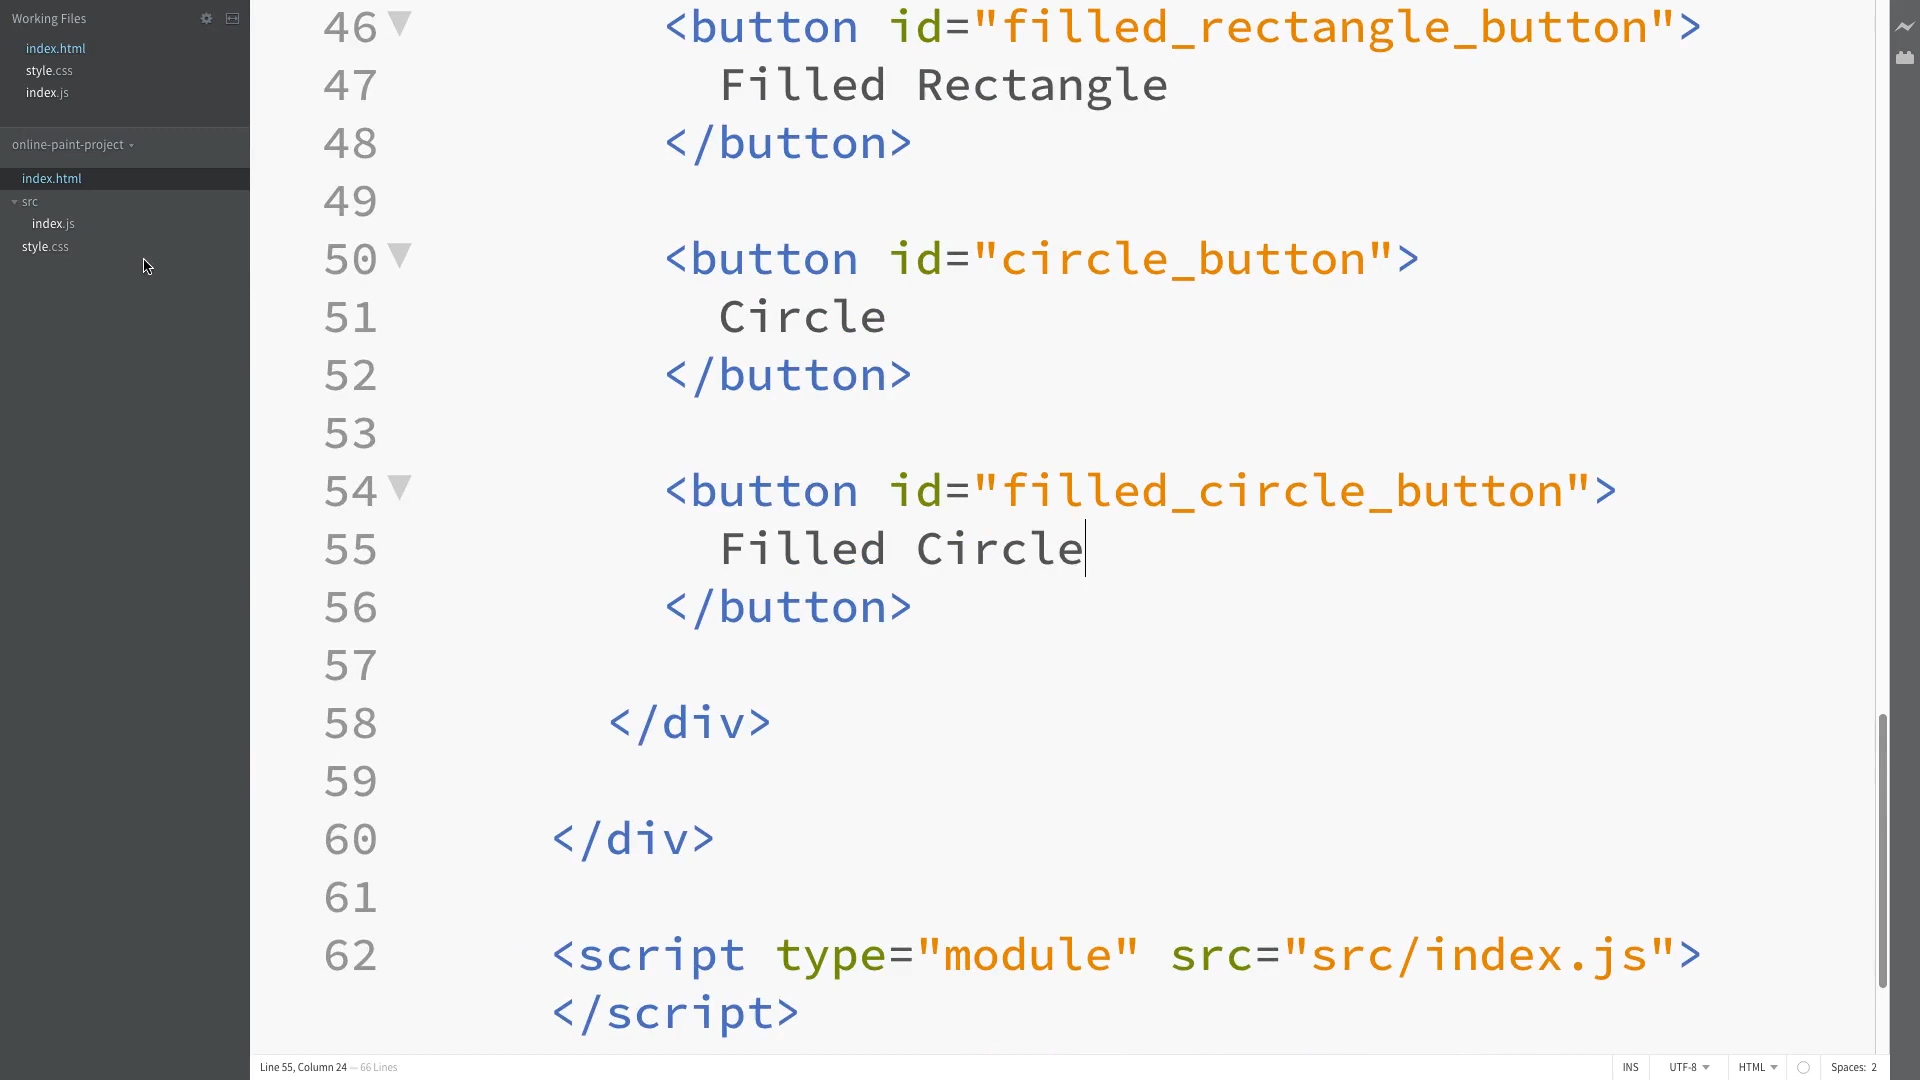 Working Files
index.html
style.css
index.js
online-paint-project
index.html
src
index.js
style.css
46 <button id="filled_rectangle_button">
47 Filled Rectangle
48 </button>
49
50 <button id="circle_button">
51 Circle
52 </button>
53
54 <button id="filled_circle_button">
55 Filled Circle
56 </button>
57
58 </div>
59
60 </div>
61
62 <script type="module" src="src/index.js">
</script>
Line 55, Column 24 — 66 Lines
INS UTF-8 HTML Spaces: 2